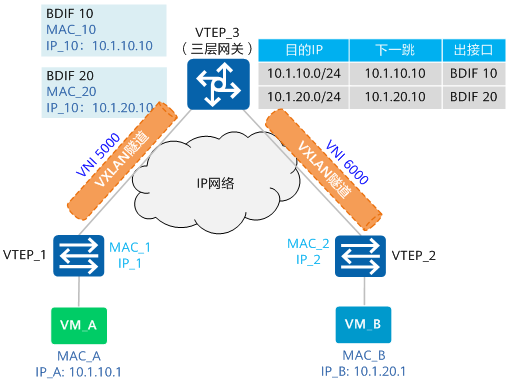 BDIF 10
MAC_10
IP_10：10.1.10.10
BDIF 20
MAC_20
IP_10：10.1.20.10
VTEP_3
（三层网关）
目的IP 下一跳 出接口
10.1.10.0/24 10.1.10.10 BDIF 10
10.1.20.0/24 10.1.20.10 BDIF 20
VNI 5000
VXLAN隧道
IP网络
VNI 6000
VXLAN隧道
VTEP_1
MAC_1
IP_1
MAC_2
IP_2
VTEP_2
VM_A
MAC_A
IP_A: 10.1.10.1
VM_B
MAC_B
IP_B: 10.1.20.1